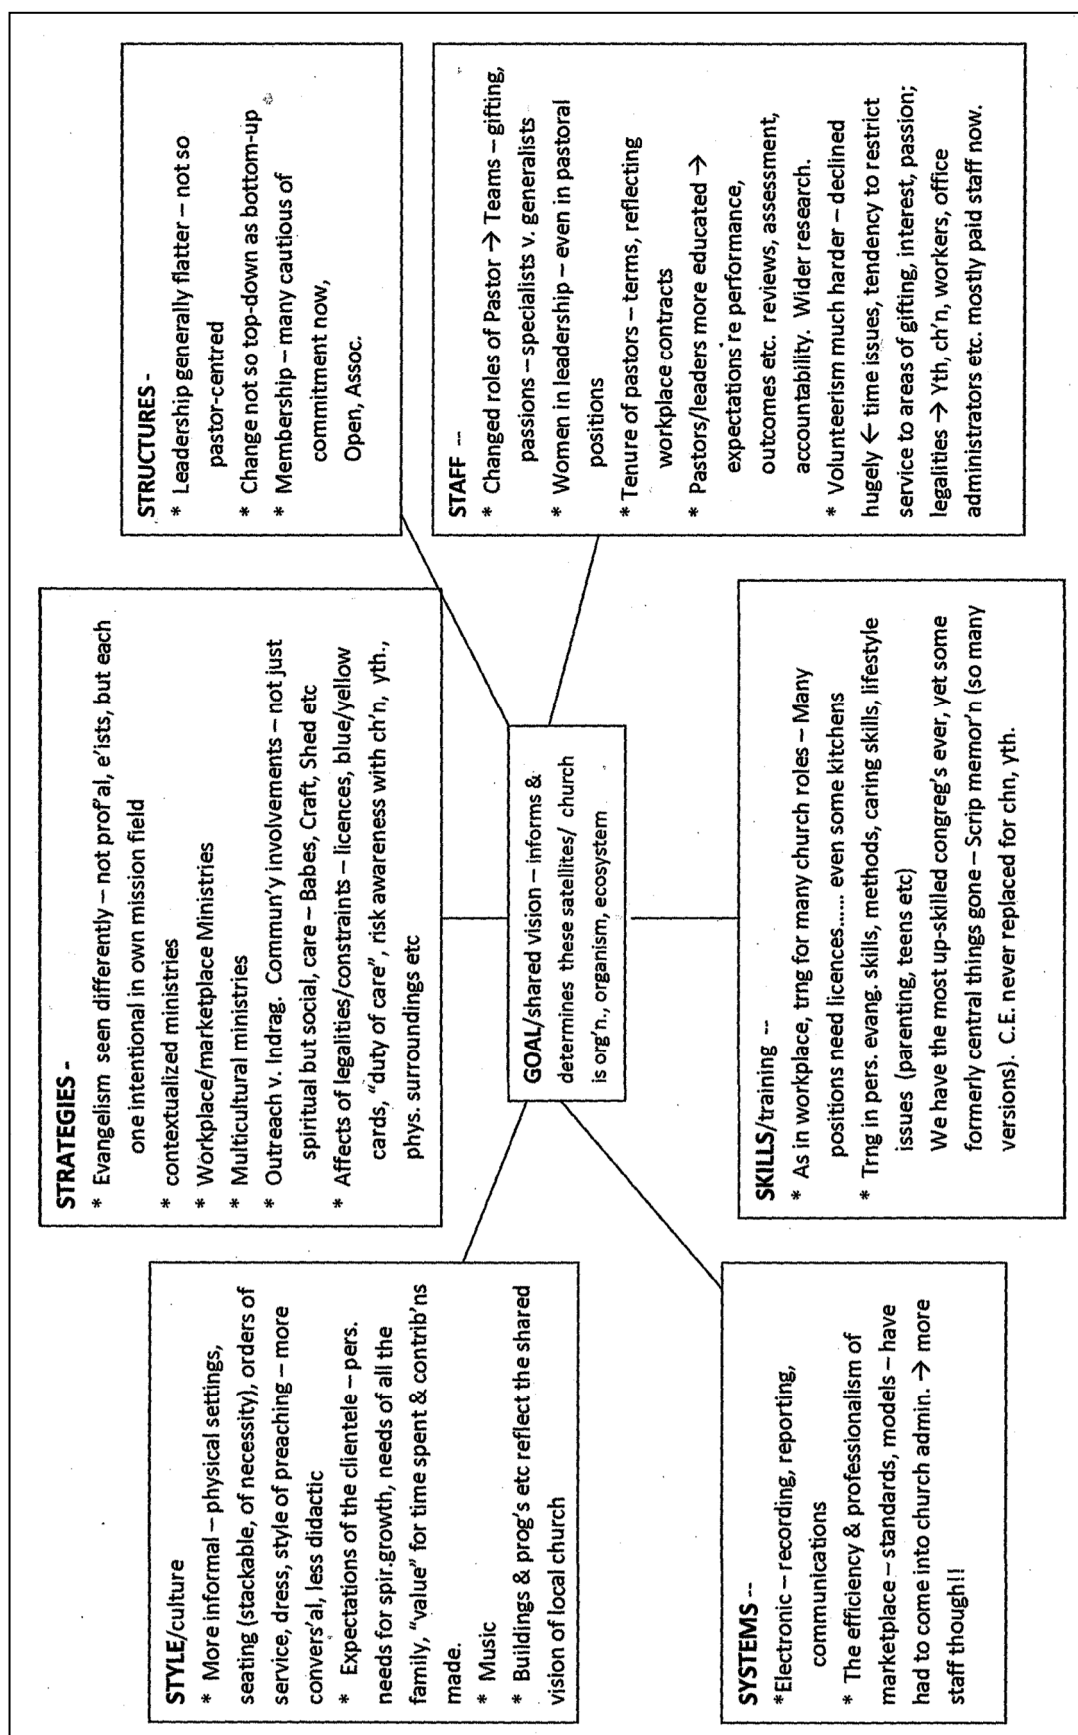 STYLE/culture
* More informal – physical settings,
seating (stackable, of necessity), orders of
service, dress, style of preaching – more
convers'al, less didactic
* Expectations of the clientele – pers.
needs for spir.growth, needs of all the
family, "value" for time spent & contrib'ns
made.
* Music
* Buildings & prog's etc reflect the shared
vision of local church
STRATEGIES -
* Evangelism seen differently – not prof'al, e'ists, but each
one intentional in own mission field
* contextualized ministries
* Workplace/marketplace Ministries
* Multicultural ministries
* Outreach v. Indrag. Commun'y involvements – not just
spiritual but social, care – Babes, Craft, Shed etc
* Affects of legalities/constraints – licences, blue/yellow
cards, "duty of care", risk awareness with ch'n, yth.,
phys. surroundings etc
STRUCTURES -
* Leadership generally flatter – not so
pastor-centred
* Change not so top-down as bottom-up
* Membership – many cautious of
commitment now,
Open, Assoc.
GOAL/shared vision – informs &
determines these satellites/ church
is org'n., organism, ecosystem
SYSTEMS --
*Electronic – recording, reporting,
communications
* The efficiency & professionalism of
marketplace – standards, models – have
had to come into church admin. → more
staff though!!
SKILLS/training --
* As in workplace, trng for many church roles – Many
positions need licences...... even some kitchens
* Trng in pers. evang. skills, methods, caring skills, lifestyle
issues (parenting, teens etc)
We have the most up-skilled congreg's ever, yet some
formerly central things gone – Scrip memor'n (so many
versions). C.E. never replaced for chn, yth.
STAFF --
* Changed roles of Pastor → Teams – gifting,
passions – specialists v. generalists
* Women in leadership – even in pastoral
positions
* Tenure of pastors – terms, reflecting
workplace contracts
* Pastors/leaders more educated →
expectations re performance,
outcomes etc. reviews, assessment,
accountability. Wider research.
* Volunteerism much harder – declined
hugely ← time issues, tendency to restrict
service to areas of gifting, interest, passion;
legalities → Yth, ch'n, workers, office
administrators etc. mostly paid staff now.